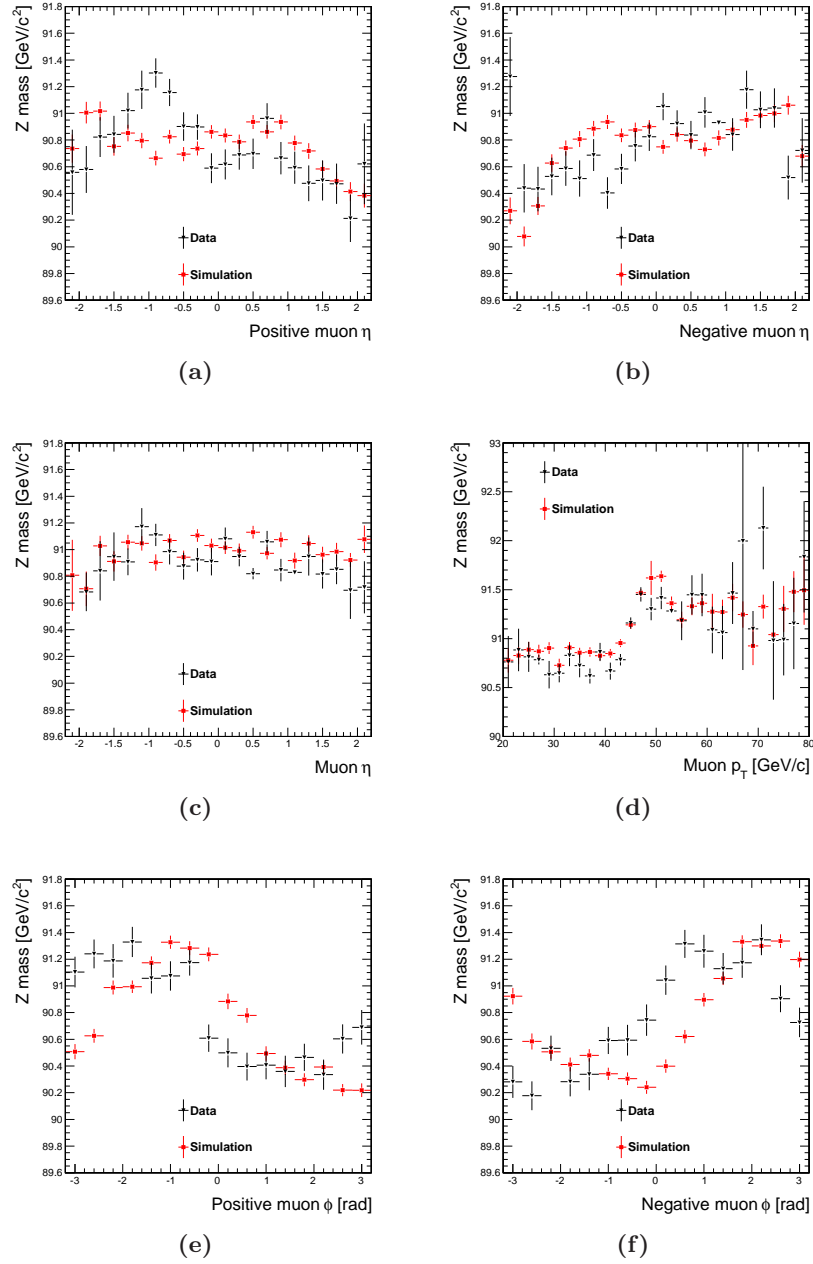 Z mass [GeV/c²]
91.8
91.6
91.4
91.2
91
90.8
90.6
90.4
90.2
90
89.8
89.6
Data
Simulation
-2 -1.5 -1 -0.5 0 0.5 1 1.5 2
Positive muon η
(a)
Z mass [GeV/c²]
91.8
91.6
91.4
91.2
91
90.8
90.6
90.4
90.2
90
89.8
89.6
Data
Simulation
-2 -1.5 -1 -0.5 0 0.5 1 1.5 2
Negative muon η
(b)
Z mass [GeV/c²]
91.8
91.6
91.4
91.2
91
90.8
90.6
90.4
90.2
90
89.8
89.6
Data
Simulation
-2 -1.5 -1 -0.5 0 0.5 1 1.5 2
Muon η
(c)
Z mass [GeV/c²]
93
92.5
92
91.5
91
90.5
90
Data
Simulation
20 30 40 50 60 70 80
Muon p_T [GeV/c]
(d)
Z mass [GeV/c²]
91.8
91.6
91.4
91.2
91
90.8
90.6
90.4
90.2
90
89.8
89.6
Data
Simulation
-3 -2 -1 0 1 2 3
Positive muon ϕ [rad]
(e)
Z mass [GeV/c²]
91.8
91.6
91.4
91.2
91
90.8
90.6
90.4
90.2
90
89.8
89.6
Data
Simulation
-3 -2 -1 0 1 2 3
Negative muon ϕ [rad]
(f)